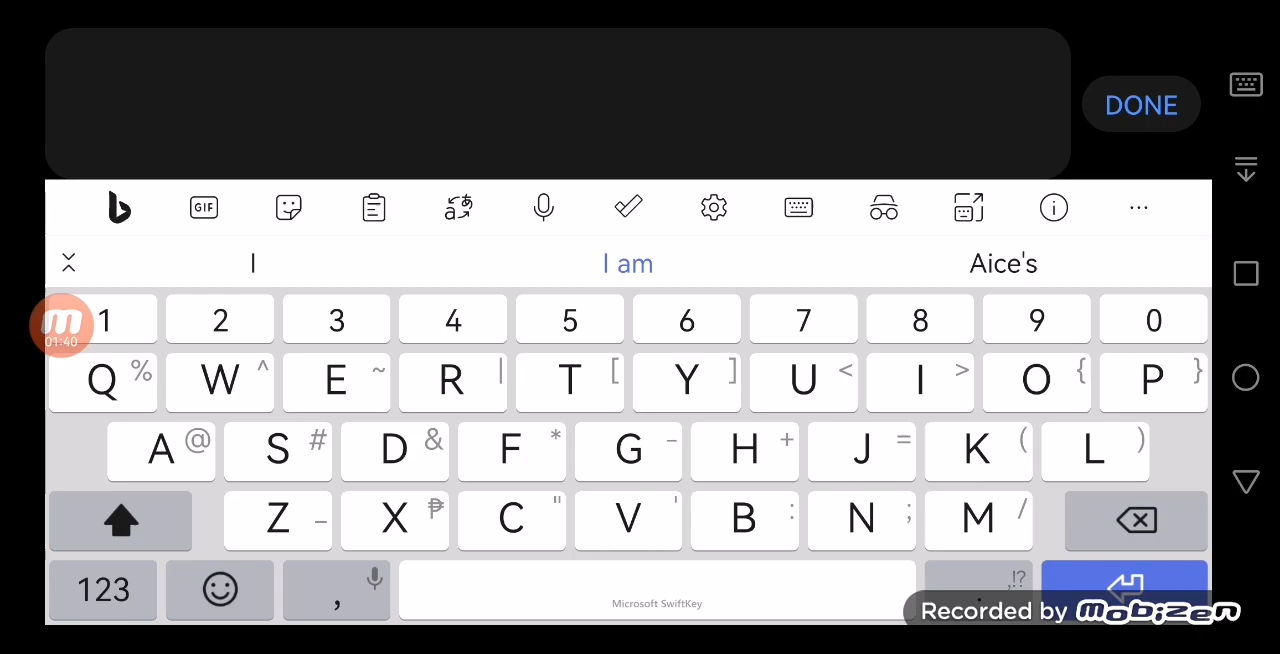 DONE
GIF
I I am Aice's
1 2 3 4 5 6 7 8 9 0
01:40
Q % W ^ E ~ R | T [ Y ] U < I > O { P }
A @ S # D & F * G - H + J = K ( L )
Z _ X ₱ C " V ' B : N ; M /
123 , Microsoft SwiftKey . ,!?
Recorded by mobizen